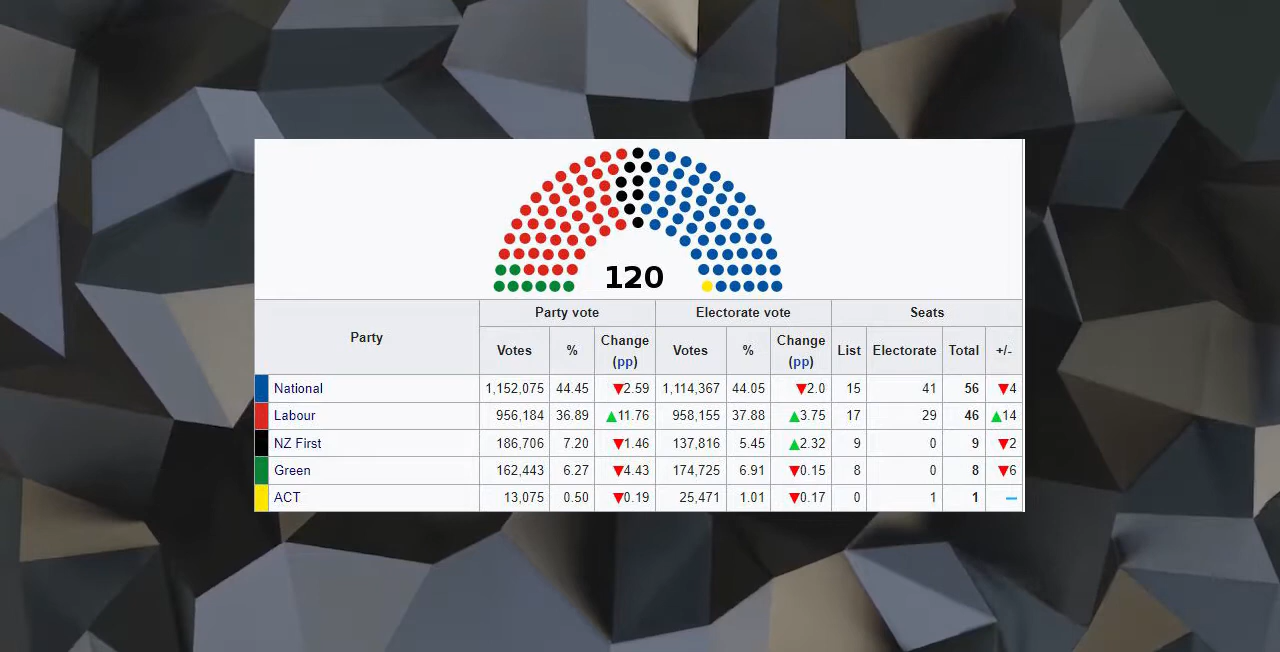 120
Party Party vote Electorate vote Seats
Votes % Change (pp) Votes % Change (pp) List Electorate Total +/-
National 1,152,075 44.45 ▼2.59 1,114,367 44.05 ▼2.0 15 41 56 ▼4
Labour 956,184 36.89 ▲11.76 958,155 37.88 ▲3.75 17 29 46 ▲14
NZ First 186,706 7.20 ▼1.46 137,816 5.45 ▲2.32 9 0 9 ▼2
Green 162,443 6.27 ▼4.43 174,725 6.91 ▼0.15 8 0 8 ▼6
ACT 13,075 0.50 ▼0.19 25,471 1.01 ▼0.17 0 1 1 —